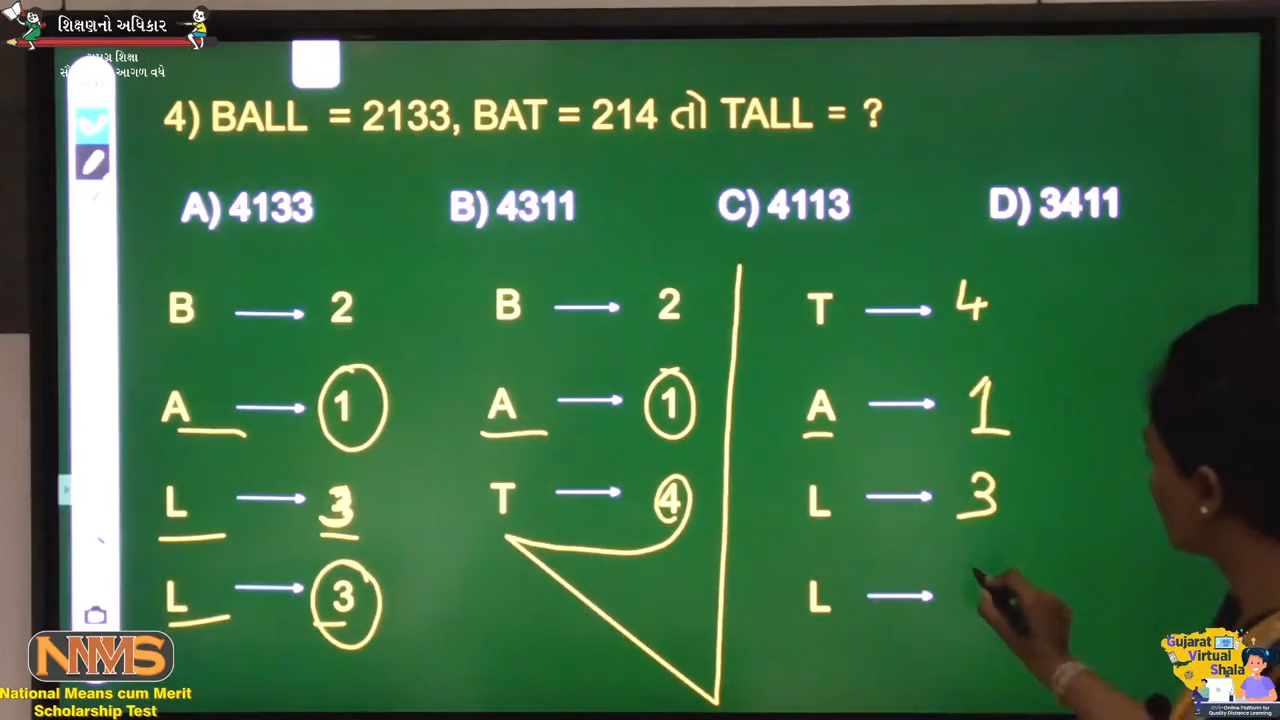 શિક્ષણનો અધિકાર
સમગ્ર શિક્ષા
આગળ વધે
4) BALL = 2133, BAT = 214 તો TALL = ?
A) 4133 B) 4311 C) 4113 D) 3411
B → 2 B → 2 T → 4
A → 1 A → 1 A → 1
L → 3 T → 4 L → 3
L → 3 L →
NMMS
National Means cum Merit
Scholarship Test
Gujarat
Virtual
Shala